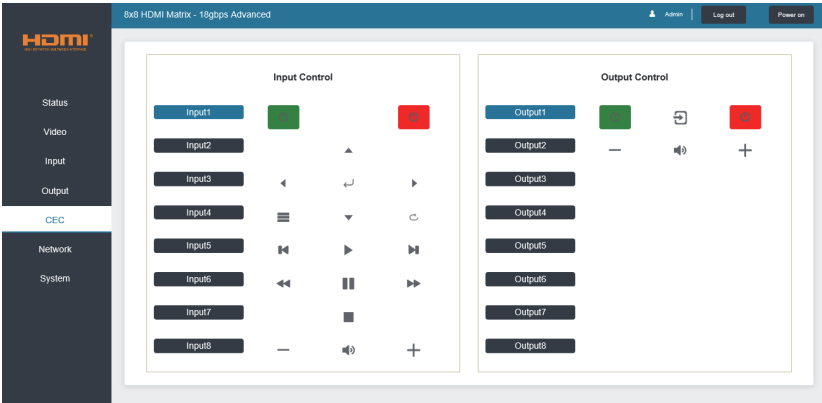 8x8 HDMI Matrix - 18gbps Advanced
Admin
Log out
Power on
HDMI
Status
Video
Input
Output
CEC
Network
System
Input Control
Input1
Input2
Input3
Input4
Input5
Input6
Input7
Input8
Output Control
Output1
Output2
Output3
Output4
Output5
Output6
Output7
Output8